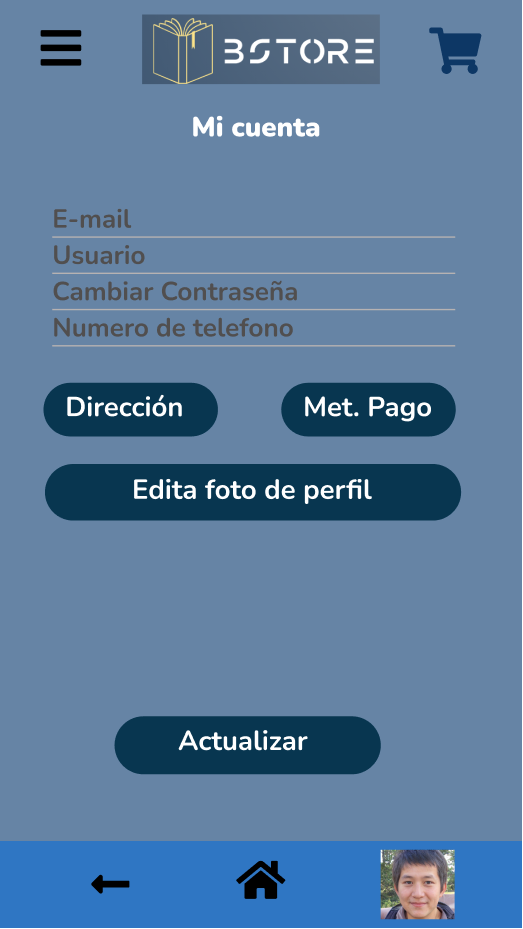 BSTORE
Mi cuenta
E-mail
Usuario
Cambiar Contraseña
Numero de telefono
Dirección
Met. Pago
Edita foto de perfil
Actualizar